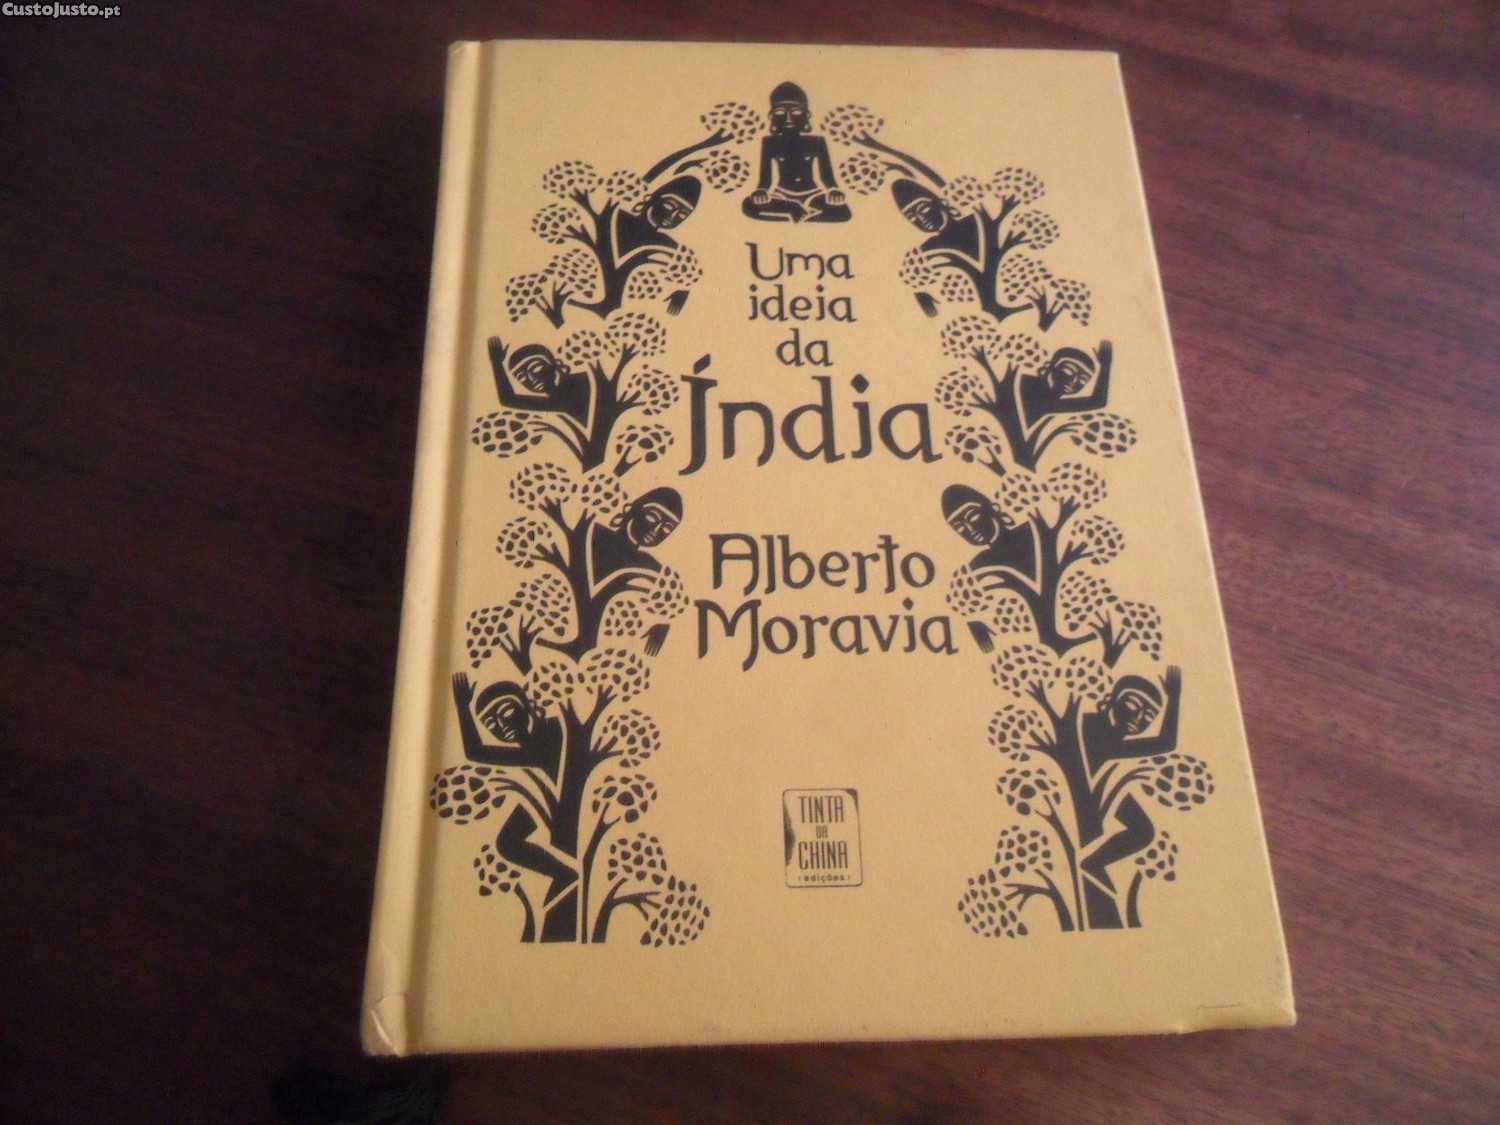 CustoJusto.pt
Uma
ideia
da
Índia
Alberto
Moravia
TINTA
DA
CHINA
edições